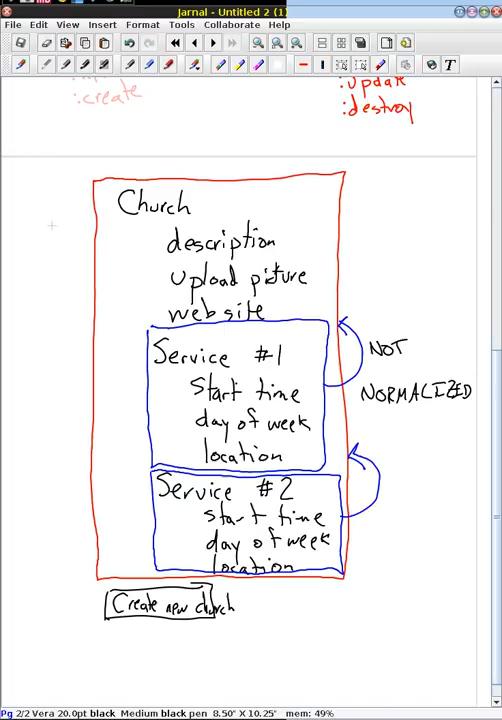 Jarnal - Untitled 2 (1)
File Edit View Insert Format Tools Collaborate Help
T
:create
:update
:destroy
Church
description
upload picture
web site
Service #1
start time
day of week
location
NOT
NORMALIZED
Service #2
start time
day of week
location
Create new church
Pg 2/2 Vera 20.0pt black Medium black pen 8.50" X 10.25" mem: 49%